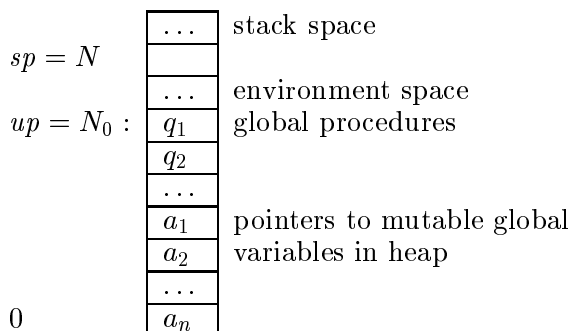 ... stack space
sp = N
... environment space
up = N₀ : q₁ global procedures
q₂
...
a₁ pointers to mutable global
a₂ variables in heap
...
0 aₙ